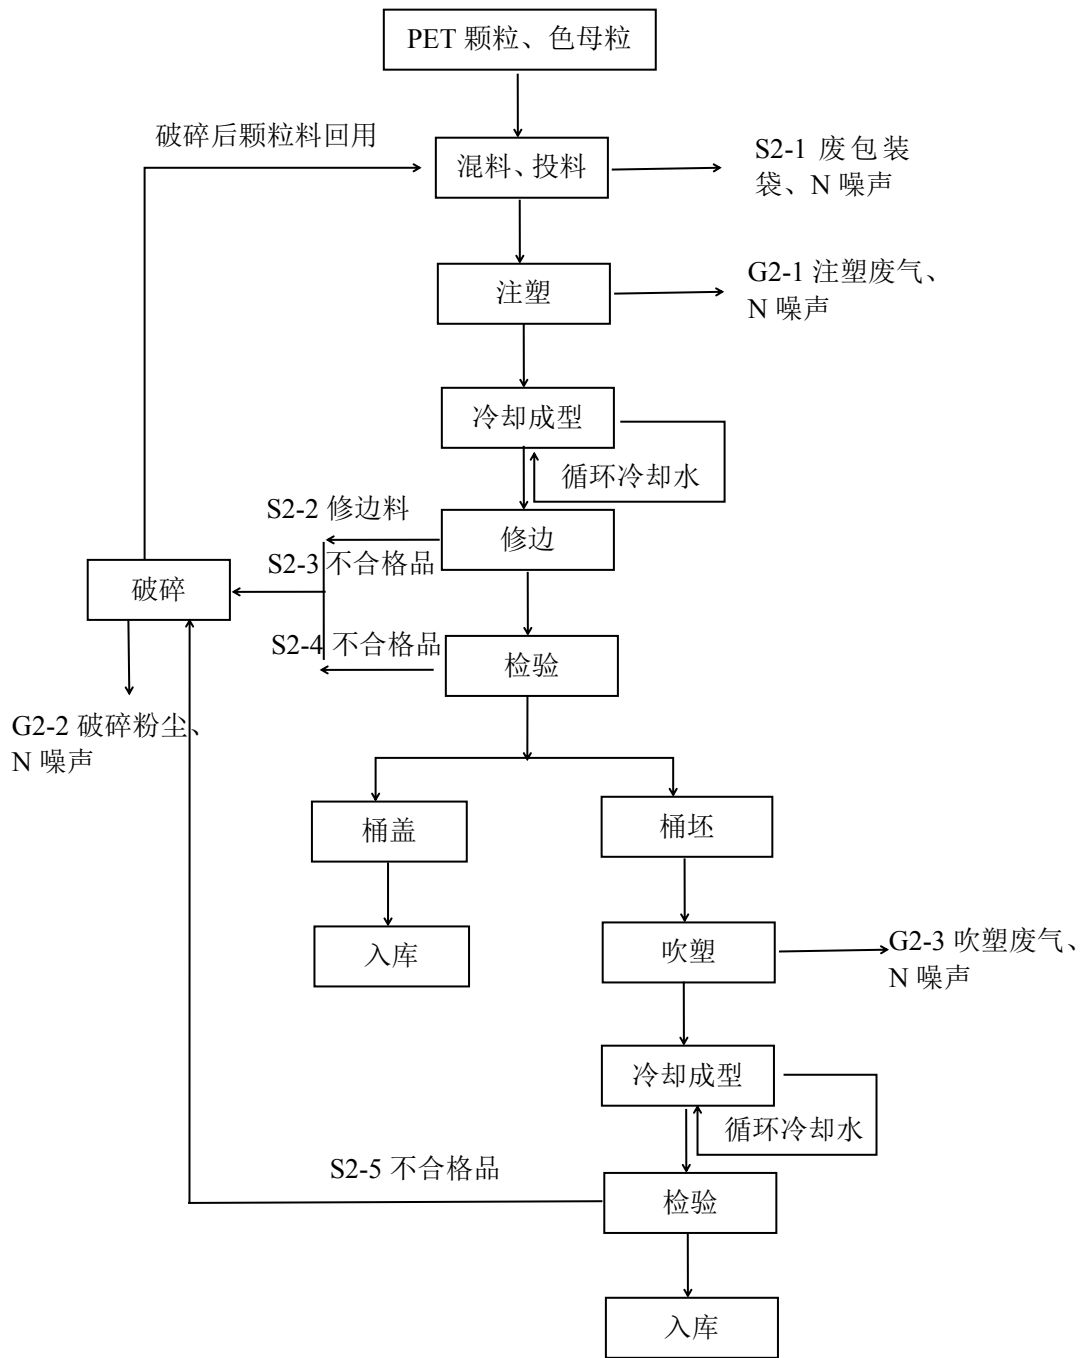 PET 颗粒、色母粒
破碎后颗粒料回用
混料、投料
S2-1 废包装
袋、N 噪声
注塑
G2-1 注塑废气、
N 噪声
冷却成型
循环冷却水
S2-2 修边料
修边
S2-3 不合格品
破碎
S2-4 不合格品
检验
G2-2 破碎粉尘、
N 噪声
桶盖
桶坯
入库
吹塑
G2-3 吹塑废气、
N 噪声
冷却成型
循环冷却水
S2-5 不合格品
检验
入库